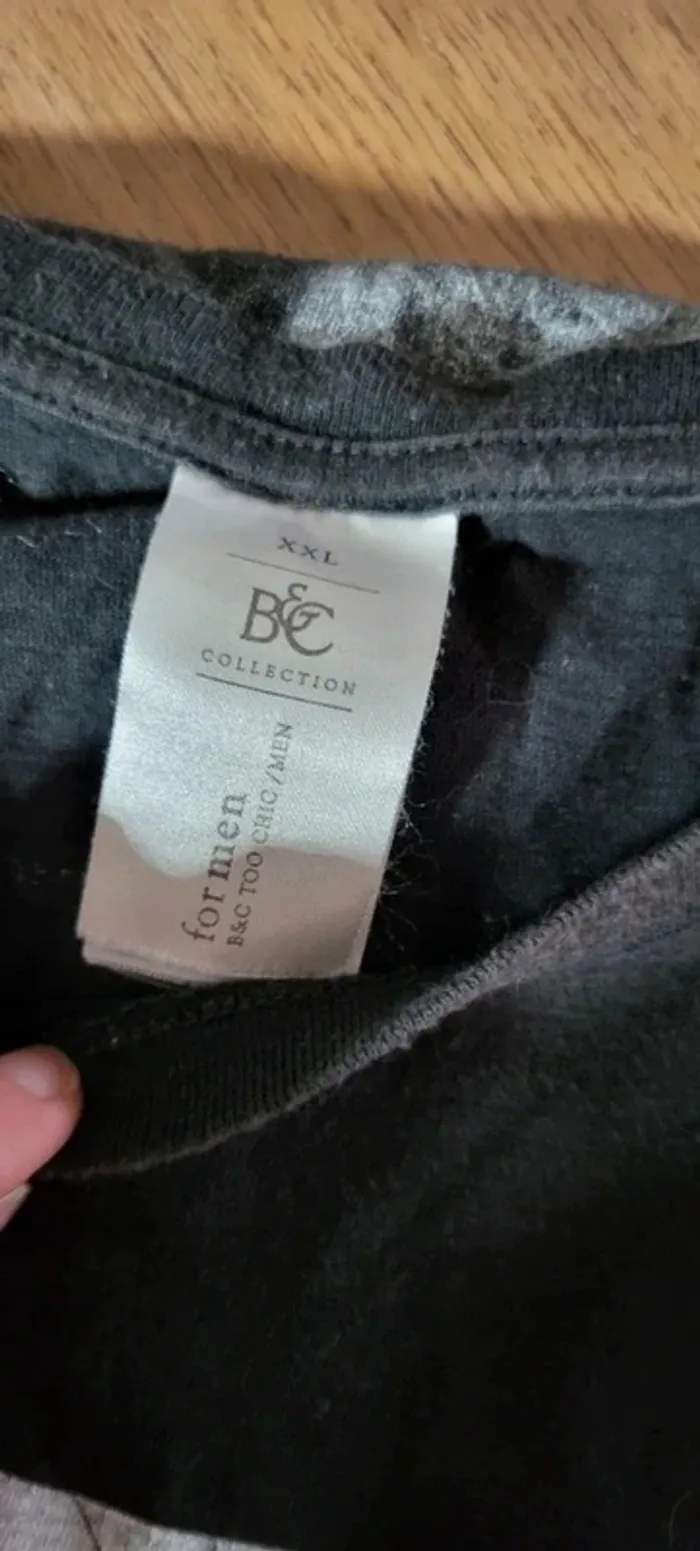 XXL
B&C
COLLECTION
for men
B&C TOO CHIC/MEN